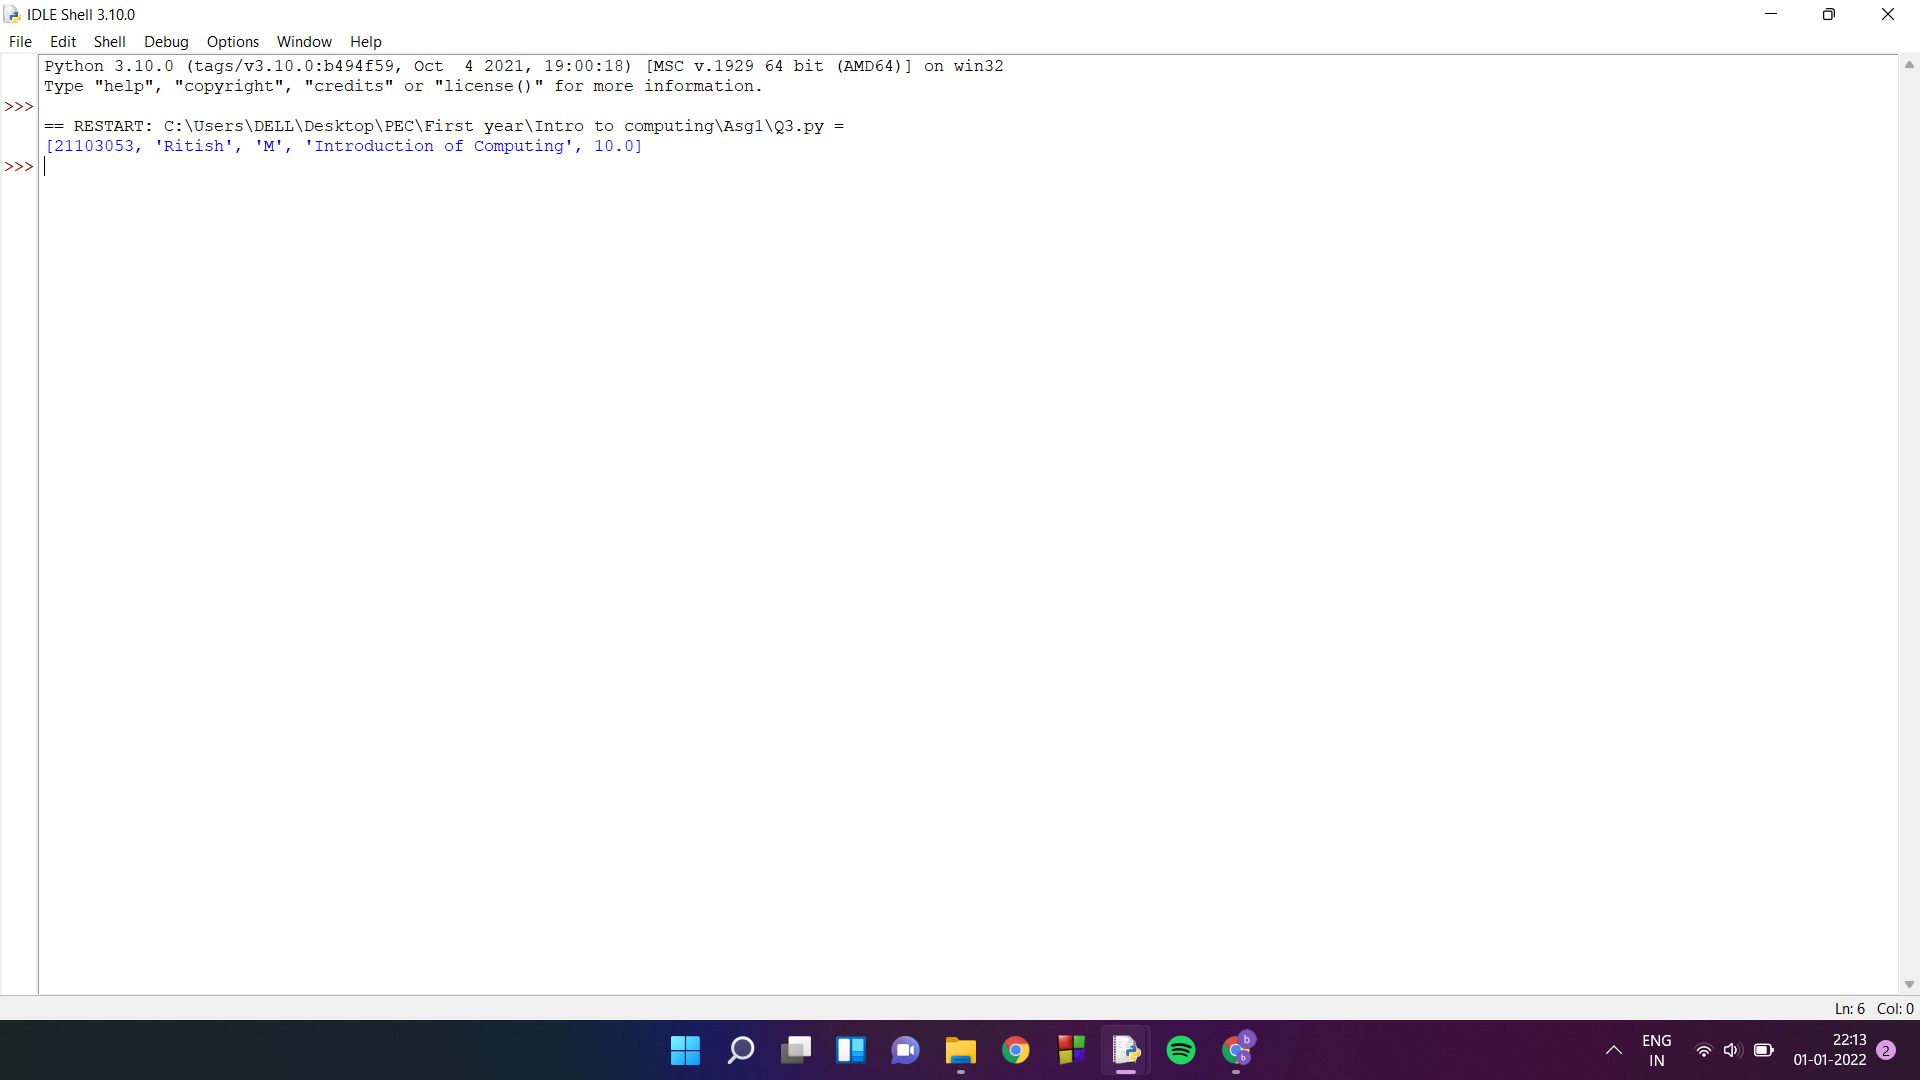 IDLE Shell 3.10.0
File Edit Shell Debug Options Window Help
Python 3.10.0 (tags/v3.10.0:b494f59, Oct  4 2021, 19:00:18) [MSC v.1929 64 bit (AMD64)] on win32
Type "help", "copyright", "credits" or "license()" for more information.
>>>
== RESTART: C:\Users\DELL\Desktop\PEC\First year\Intro to computing\Asg1\Q3.py =
[21103053, 'Ritish', 'M', 'Introduction of Computing', 10.0]
>>>
Ln: 6 Col: 0
b
b
ENG
IN
22:13
01-01-2022
2